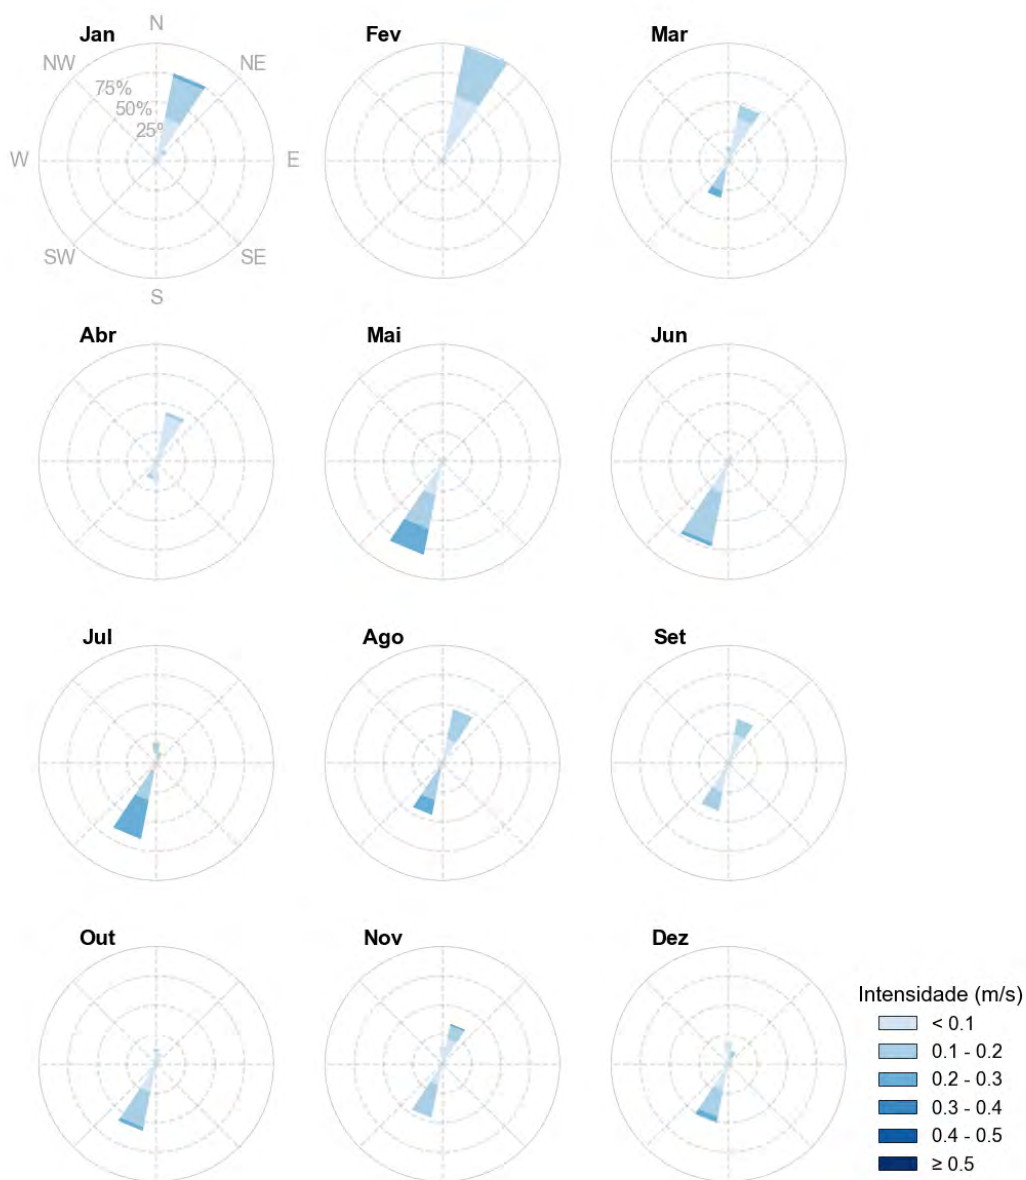 Jan
N
Fev
Mar
NW
NE
75%
50%
25%
W
E
SW
SE
S
Abr
Mai
Jun
Jul
Ago
Set
Out
Nov
Dez
Intensidade (m/s)
< 0.1
0.1 - 0.2
0.2 - 0.3
0.3 - 0.4
0.4 - 0.5
≥ 0.5